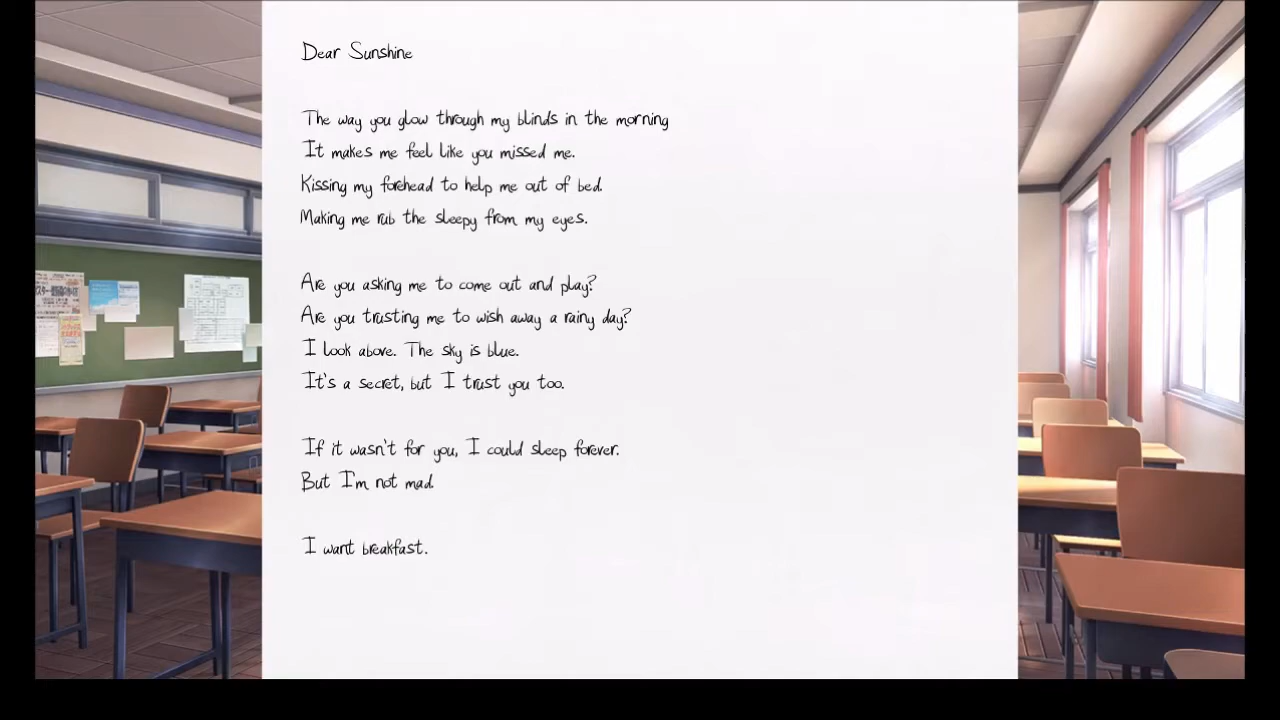 Dear Sunshine
The way you glow through my blinds in the morning
It makes me feel like you missed me.
Kissing my forehead to help me out of bed.
Making me rub the sleepy from my eyes.
Are you asking me to come out and play?
Are you trusting me to wish away a rainy day?
I look above. The sky is blue.
It's a secret, but I trust you too.
If it wasn't for you, I could sleep forever.
But I'm not mad.
I want breakfast.